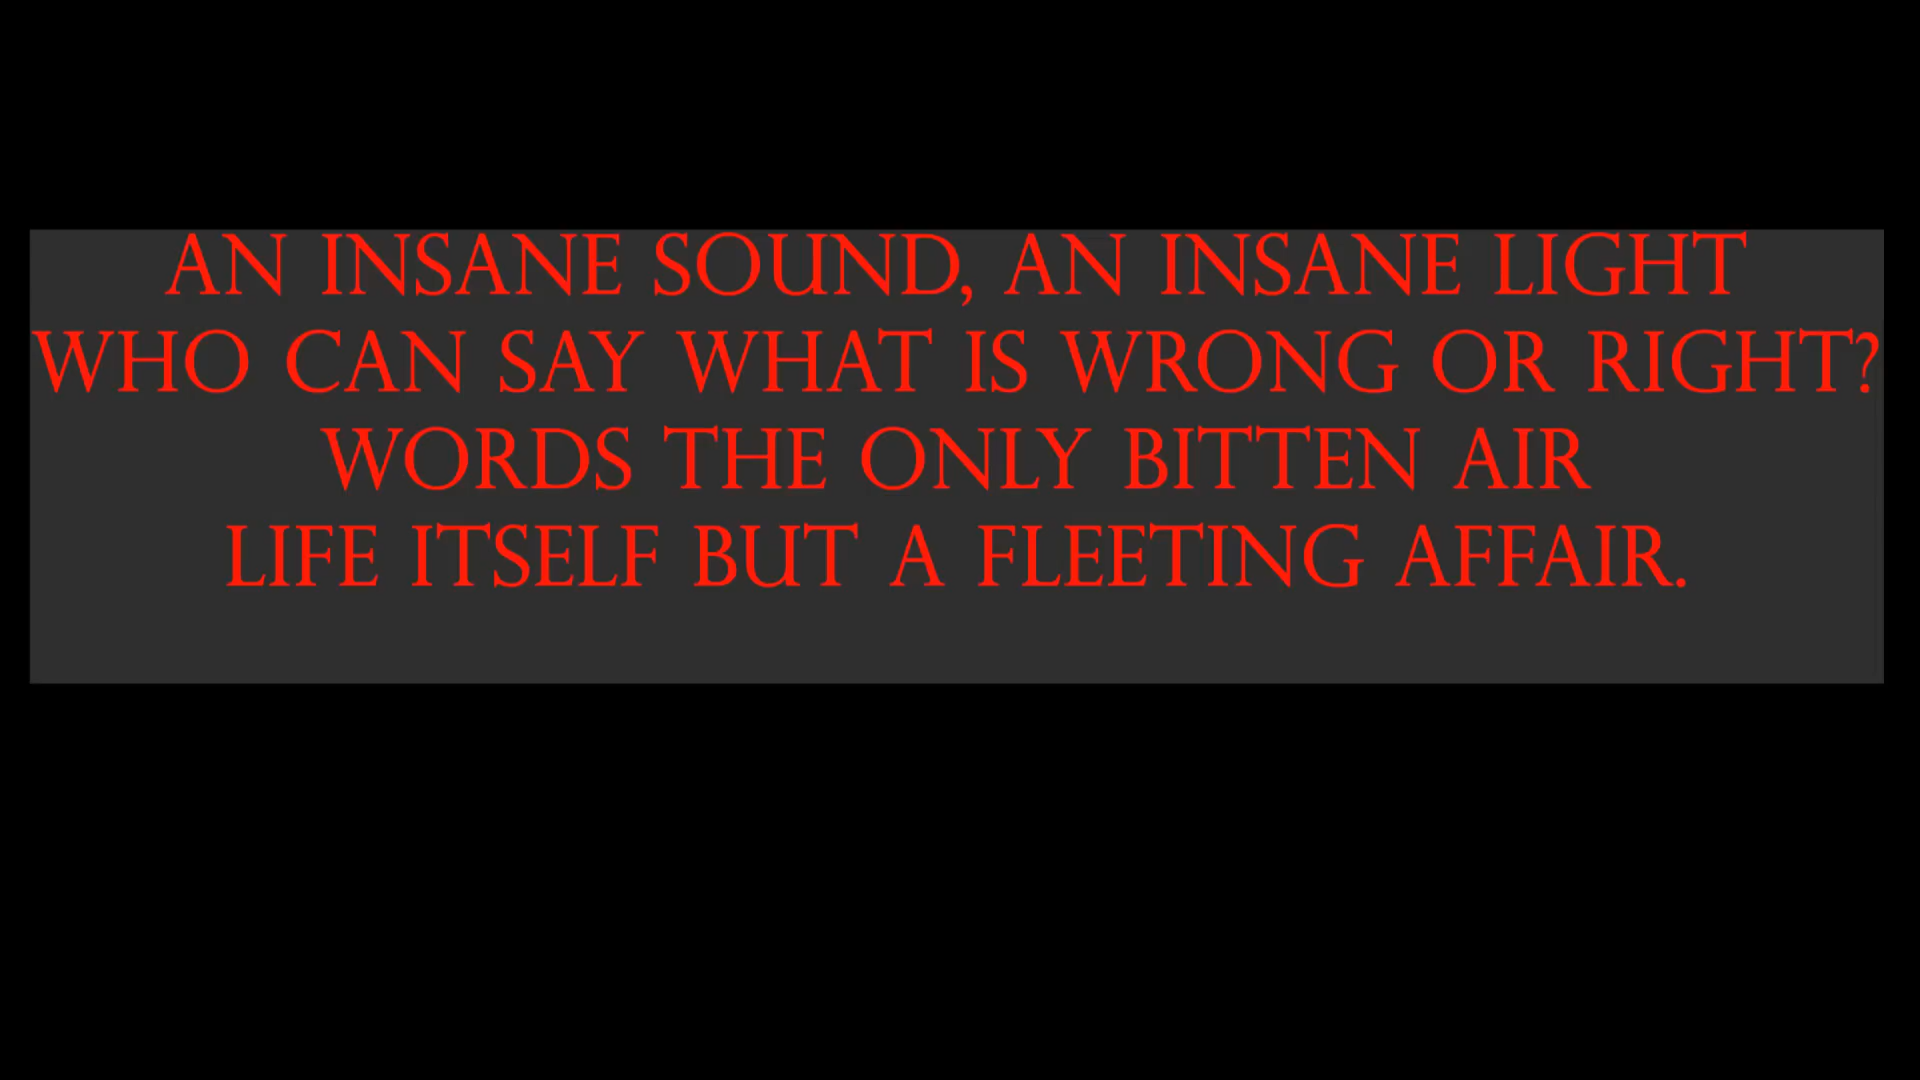 AN INSANE SOUND, AN INSANE LIGHT
WHO CAN SAY WHAT IS WRONG OR RIGHT?
WORDS THE ONLY BITTEN AIR
LIFE ITSELF BUT A FLEETING AFFAIR.